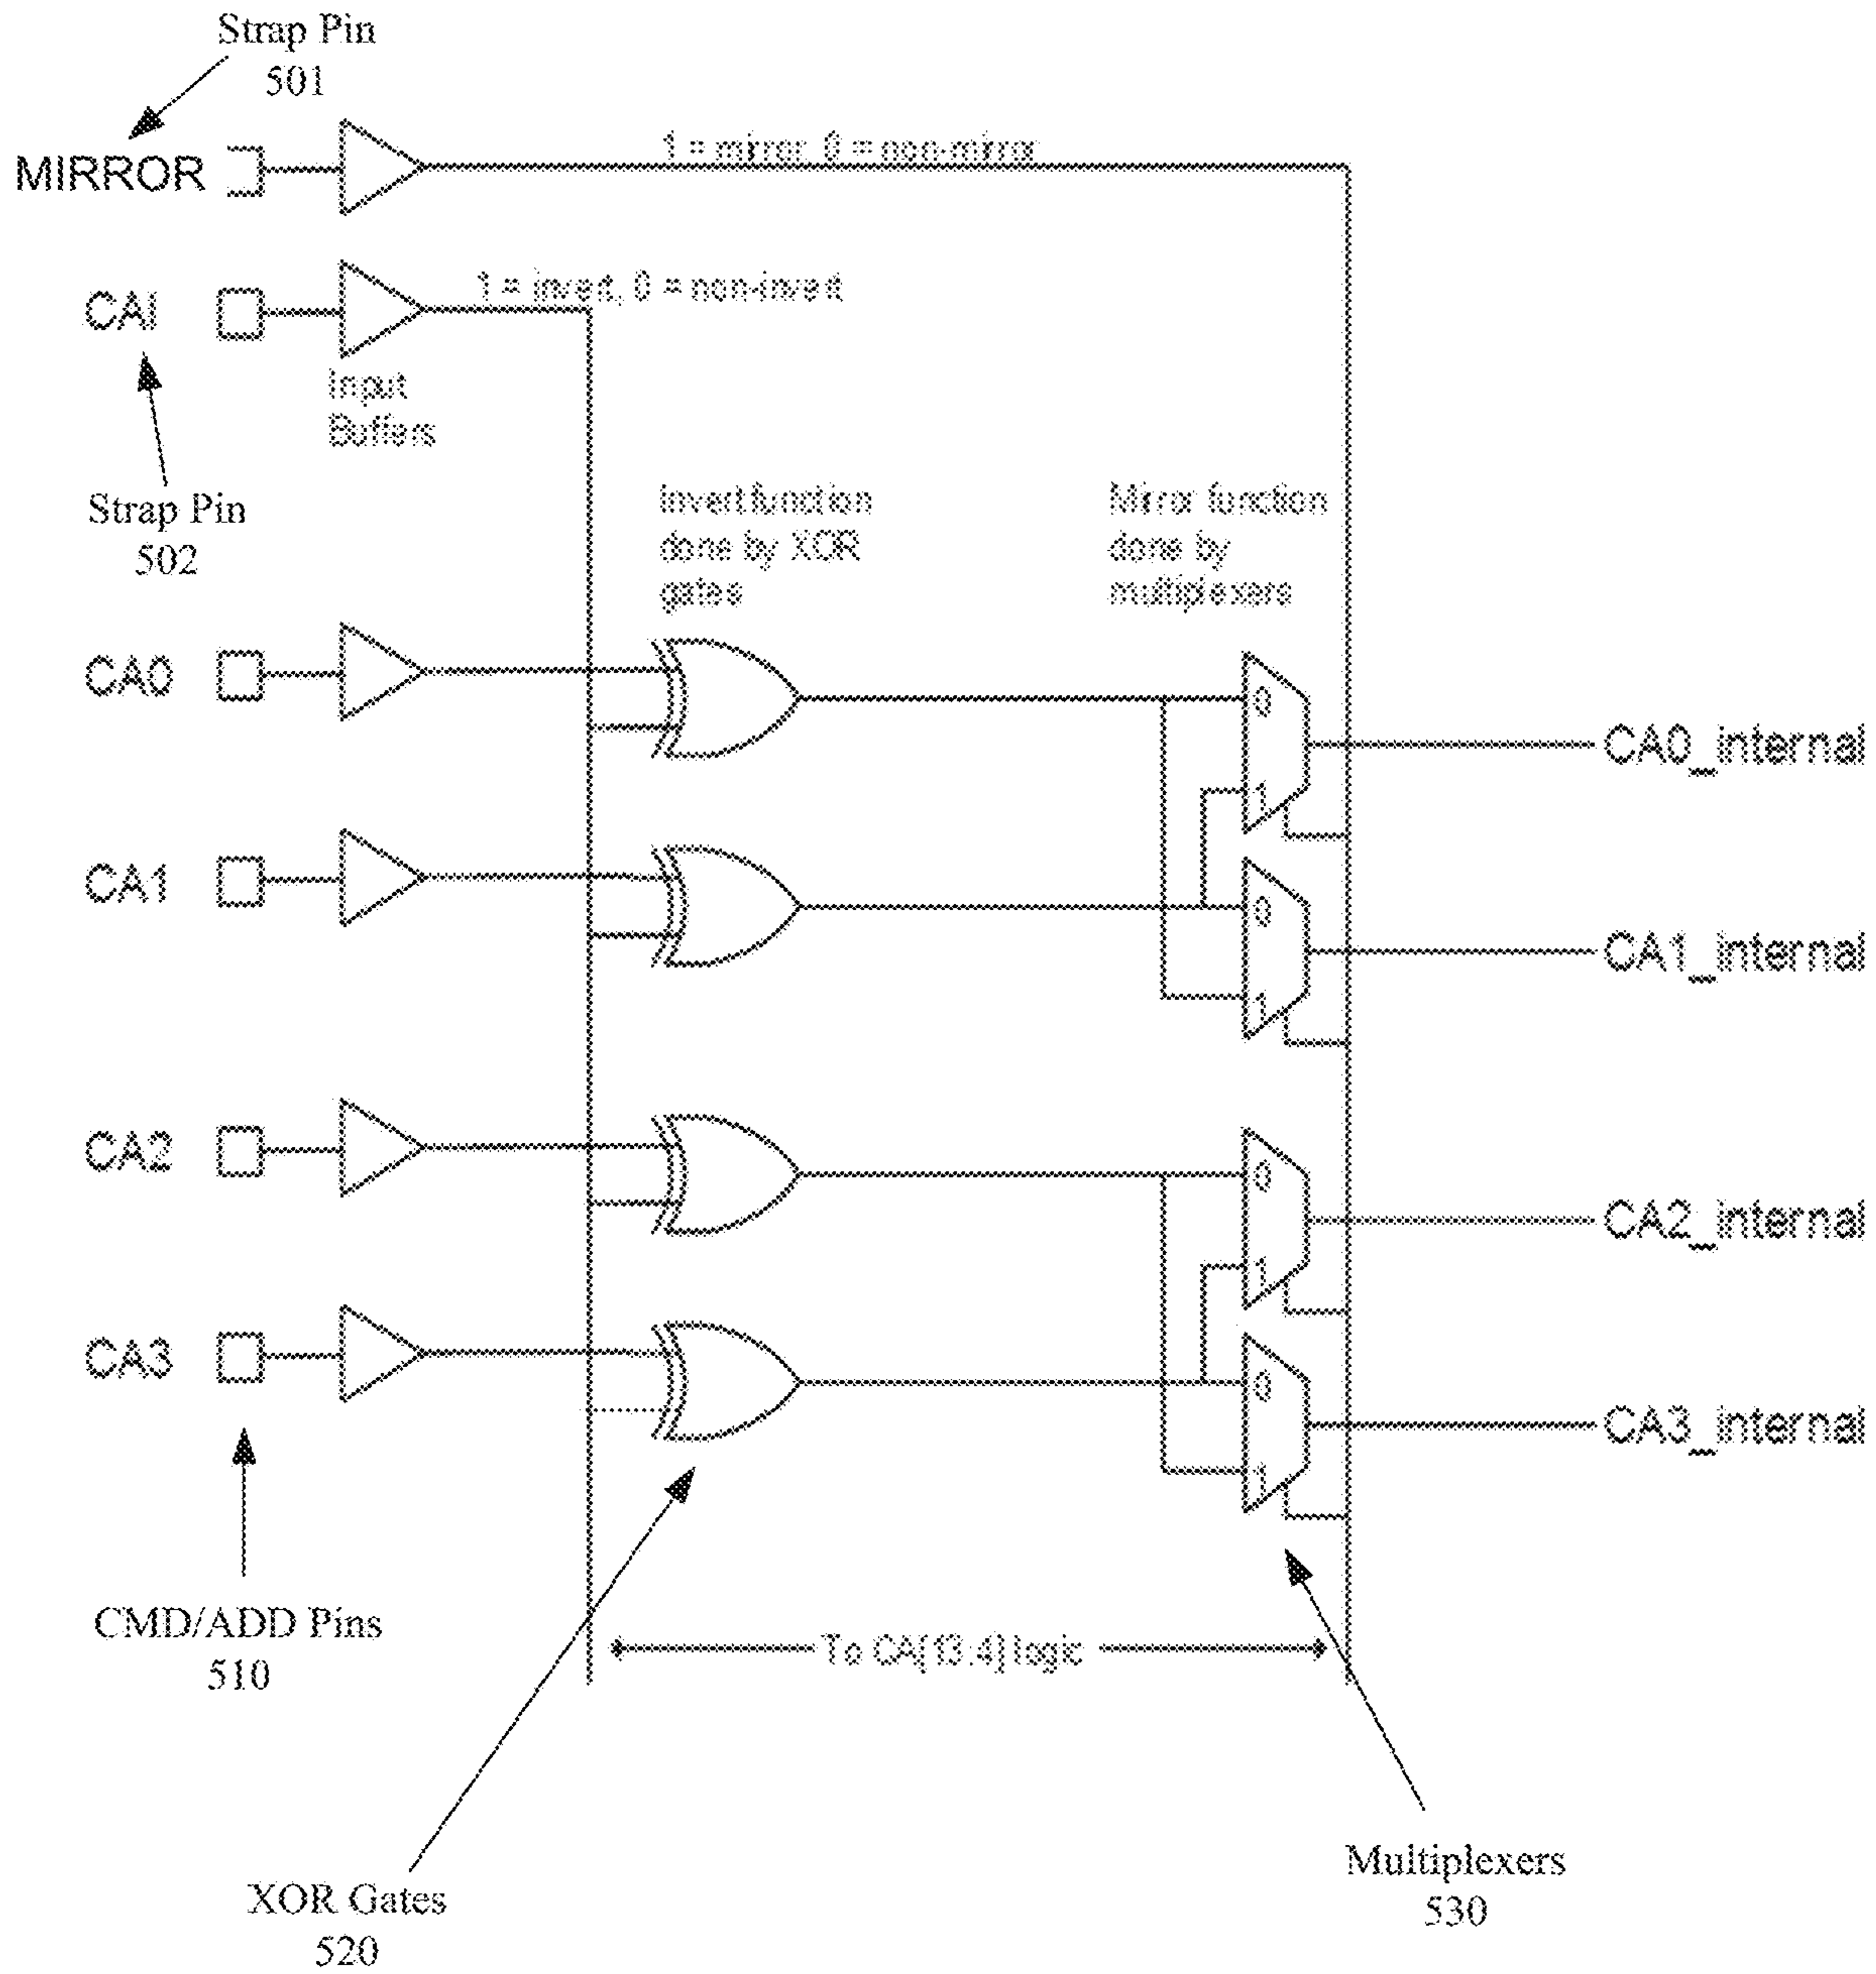 Strap Pin
501
MIRROR
1 = mirror, 0 = non-mirror
CAI
1 = invert, 0 = non-invert
Input
Buffers
Strap Pin
502
Invert function
done by XOR
gates
Mirror function
done by
multiplexers
CA0
0
1
CA0_internal
CA1
0
1
CA1_internal
CA2
0
1
CA2_internal
CA3
0
1
CA3_internal
CMD/ADD Pins
510
To CA[13:4] logic
XOR Gates
520
Multiplexers
530